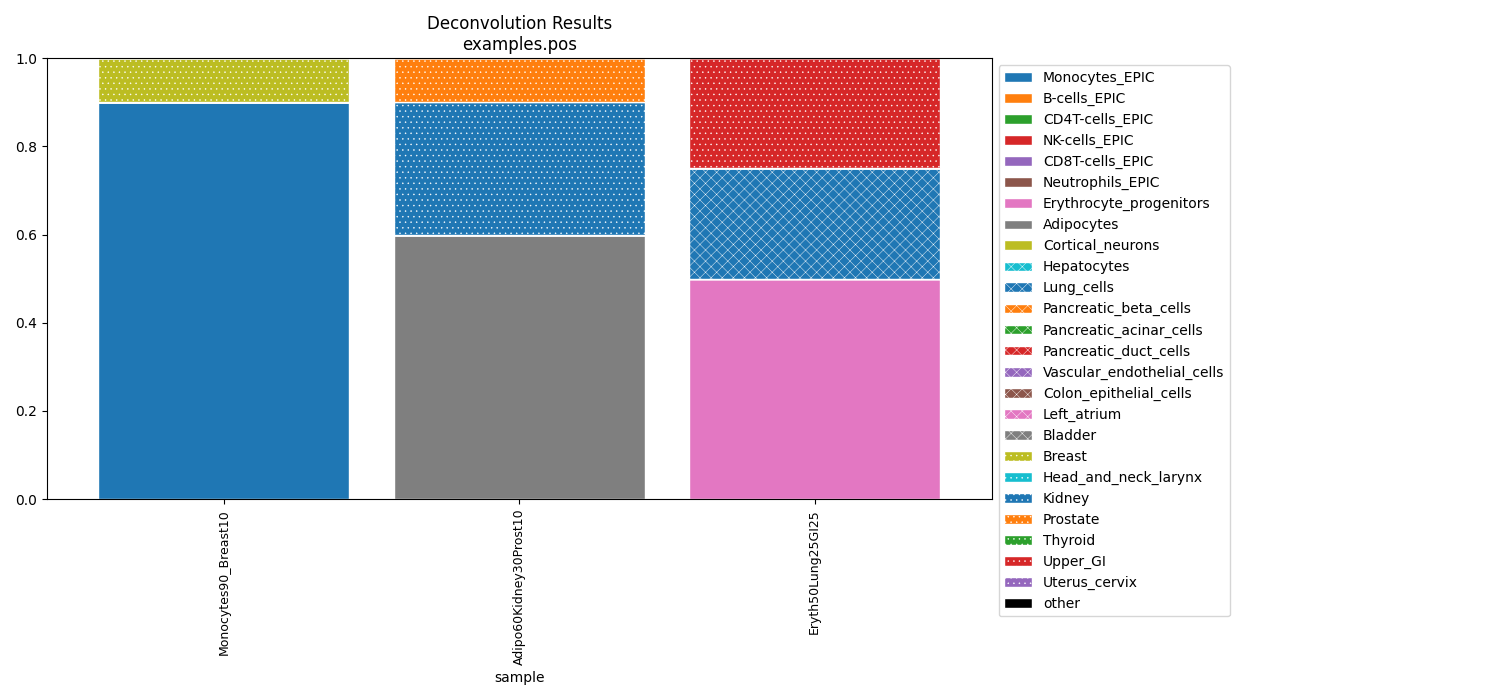 Deconvolution Results
examples.pos
1.0
0.8
0.6
0.4
0.2
0.0
Monocytes90_Breast10
Adipo60Kidney30Prost10
Eryth50Lung25GI25
sample
Monocytes_EPIC
B-cells_EPIC
CD4T-cells_EPIC
NK-cells_EPIC
CD8T-cells_EPIC
Neutrophils_EPIC
Erythrocyte_progenitors
Adipocytes
Cortical_neurons
Hepatocytes
Lung_cells
Pancreatic_beta_cells
Pancreatic_acinar_cells
Pancreatic_duct_cells
Vascular_endothelial_cells
Colon_epithelial_cells
Left_atrium
Bladder
Breast
Head_and_neck_larynx
Kidney
Prostate
Thyroid
Upper_GI
Uterus_cervix
other